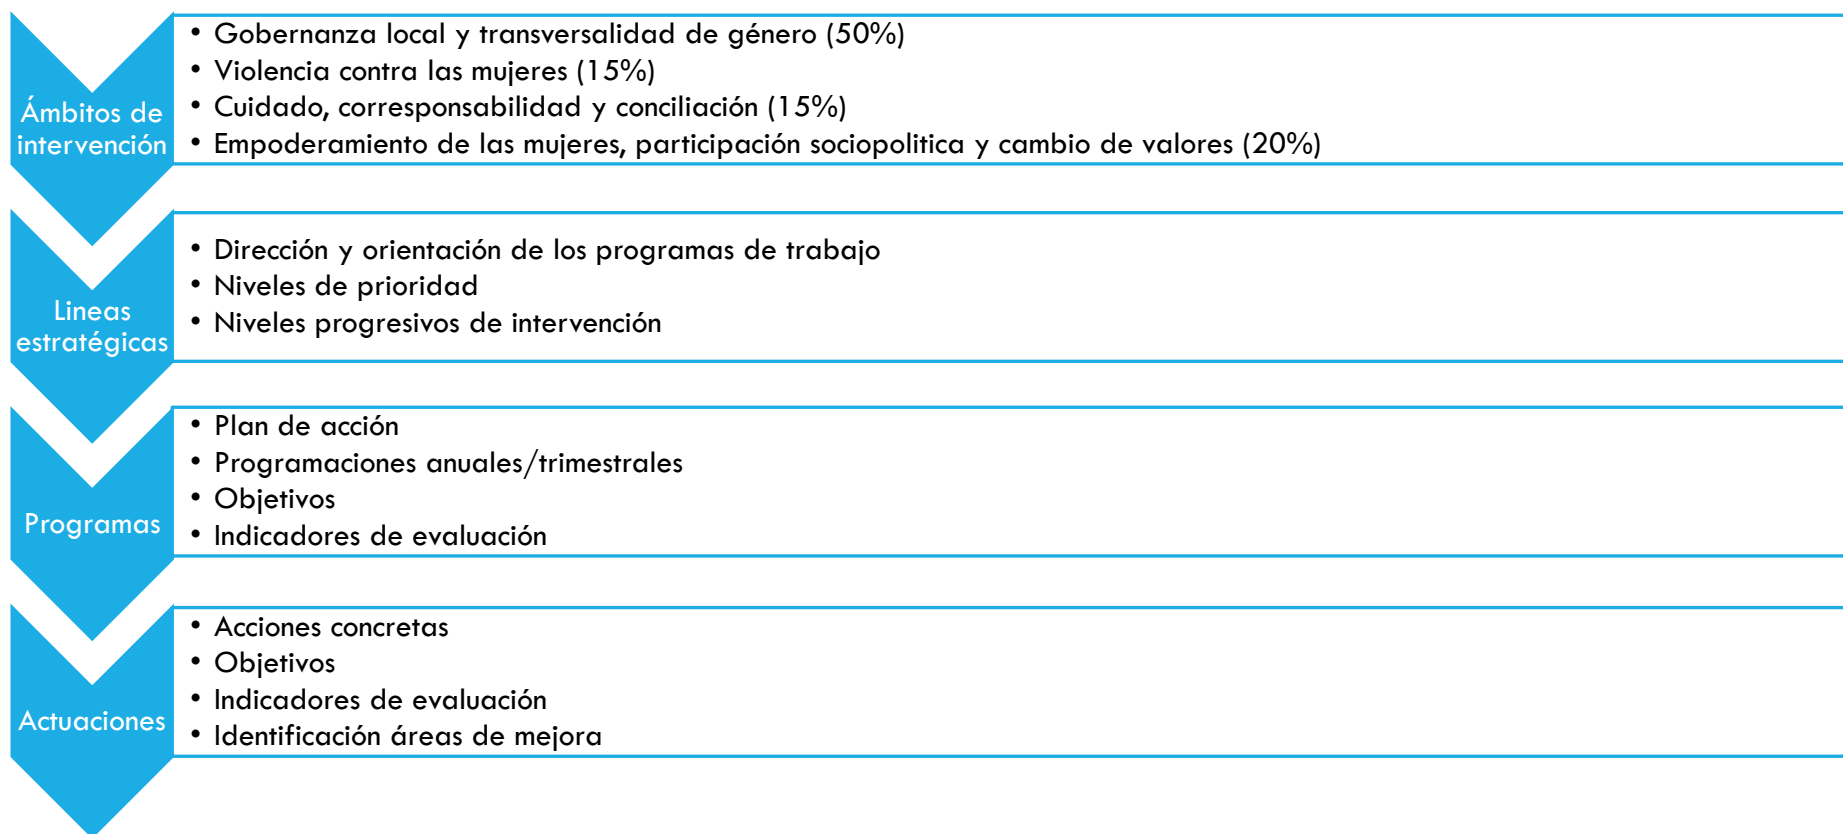 Ámbitos de
intervención
• Gobernanza local y transversalidad de género (50%)
• Violencia contra las mujeres (15%)
• Cuidado, corresponsabilidad y conciliación (15%)
• Empoderamiento de las mujeres, participación sociopolitica y cambio de valores (20%)
Lineas
estratégicas
• Dirección y orientación de los programas de trabajo
• Niveles de prioridad
• Niveles progresivos de intervención
Programas
• Plan de acción
• Programaciones anuales/trimestrales
• Objetivos
• Indicadores de evaluación
Actuaciones
• Acciones concretas
• Objetivos
• Indicadores de evaluación
• Identificación áreas de mejora